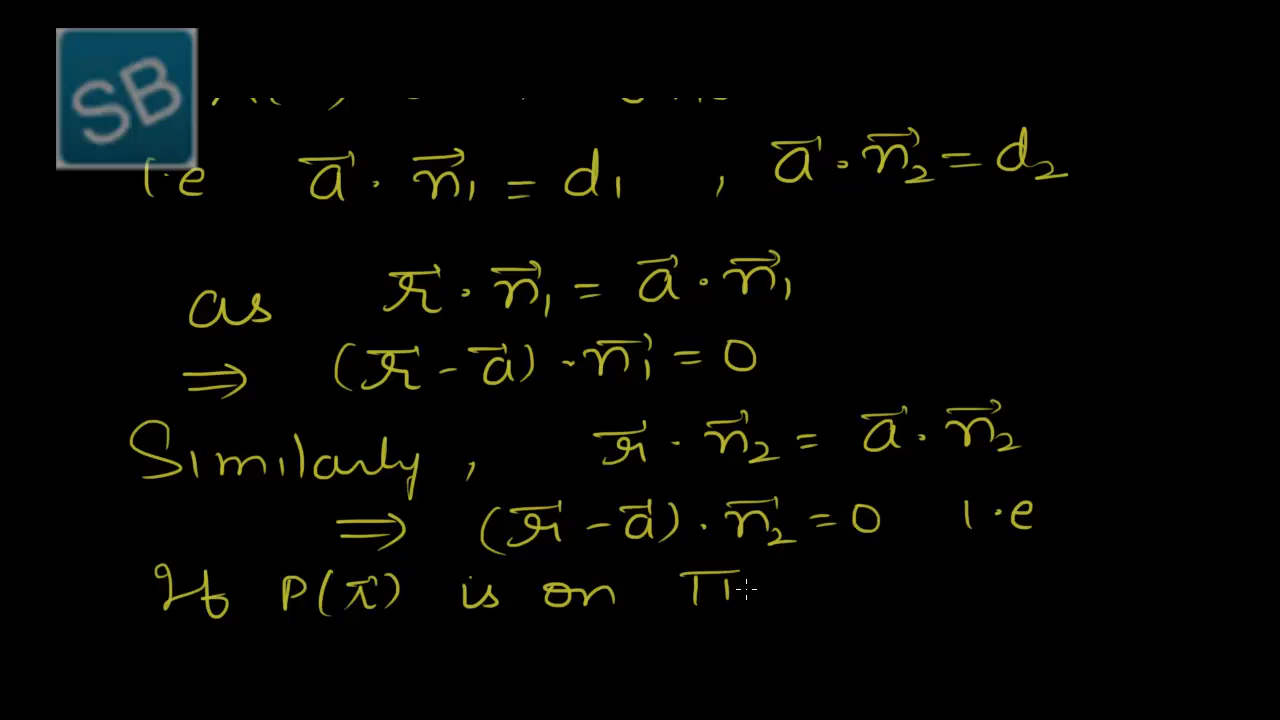 SB
i.e a⃗ · n⃗₁ = d₁ , a⃗ · n⃗₂ = d₂
as r⃗ · n⃗₁ = a⃗ · n⃗₁
⇒ (r⃗ - a⃗) · n⃗₁ = 0
Similarly, r⃗ · n⃗₂ = a⃗ · n⃗₂
⇒ (r⃗ - a⃗) · n⃗₂ = 0 i.e
If P(r⃗) is on Π